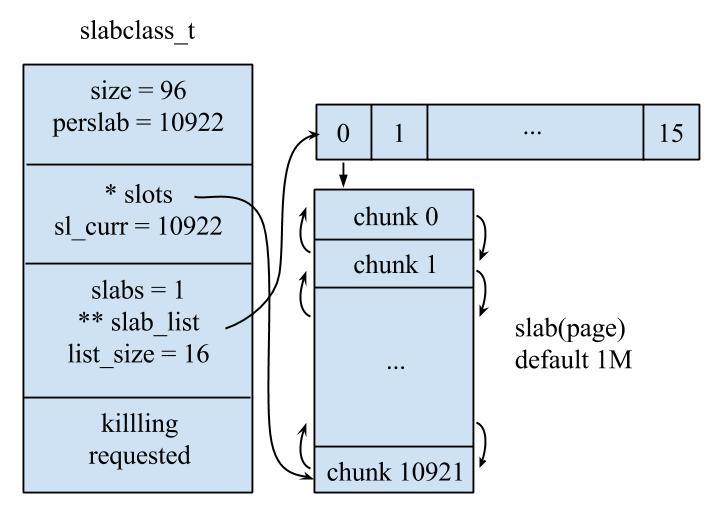 slabclass_t
size = 96
perslab = 10922
* slots
sl_curr = 10922
slabs = 1
** slab_list
list_size = 16
killling
requested
0 1 ... 15
chunk 0
chunk 1
...
chunk 10921
slab(page)
default 1M